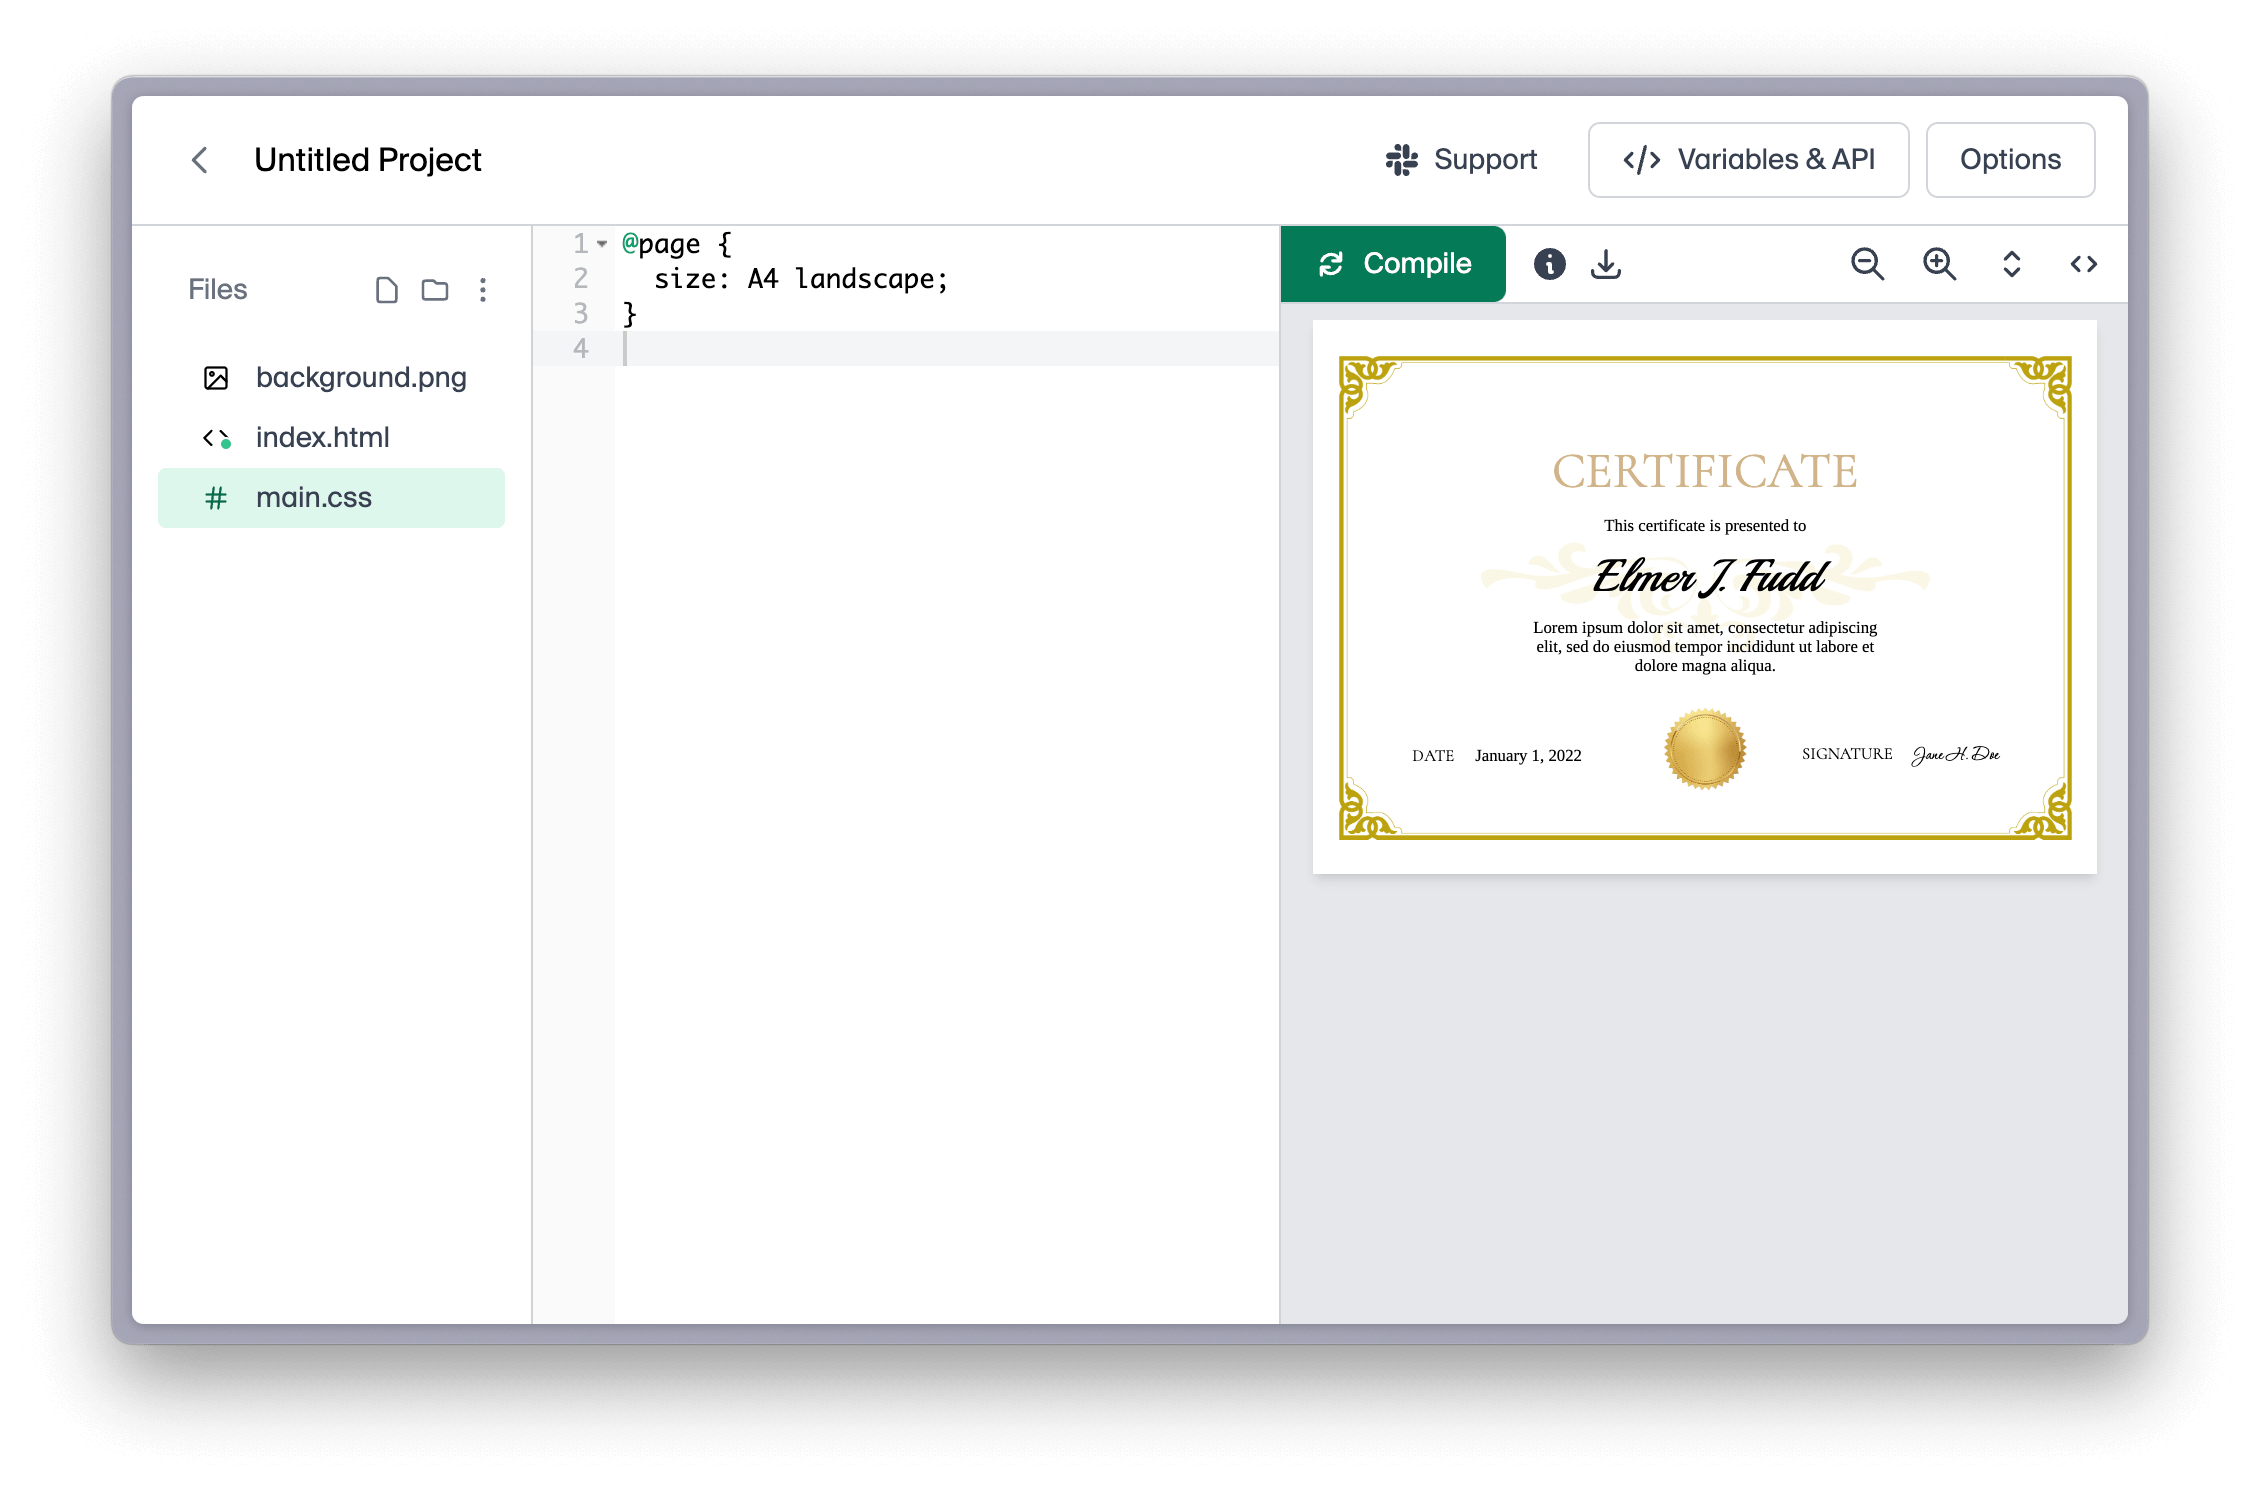 Untitled Project
Support
</> Variables & API
Options
Files
background.png
index.html
main.css
1 @page {
2   size: A4 landscape;
3 }
4
Compile
CERTIFICATE
This certificate is presented to
Elmer J. Fudd
Lorem ipsum dolor sit amet, consectetur adipiscing
elit, sed do eiusmod tempor incididunt ut labore et
dolore magna aliqua.
DATE January 1, 2022
SIGNATURE Jane H. Doe